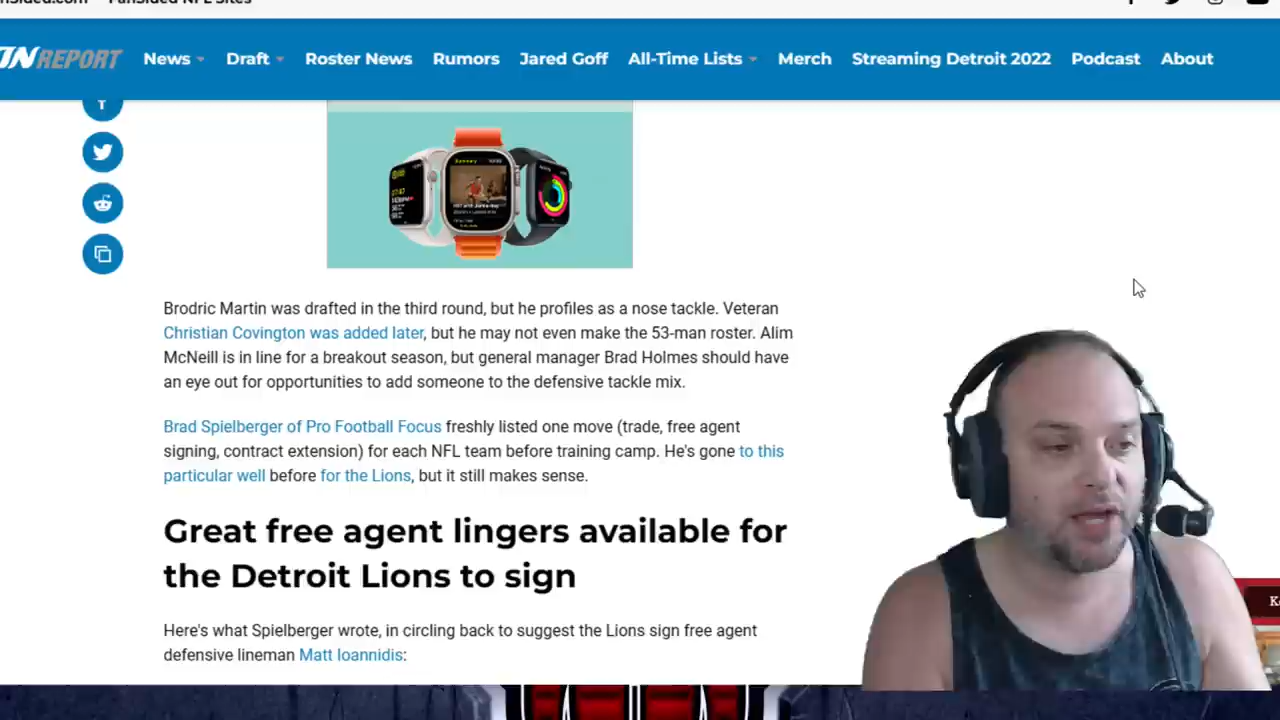 FanSided NFL Sites
ON REPORT News Draft Roster News Rumors Jared Goff All-Time Lists Merch Streaming Detroit 2022 Podcast About
Brodric Martin was drafted in the third round, but he profiles as a nose tackle. Veteran
Christian Covington was added later, but he may not even make the 53-man roster. Alim
McNeill is in line for a breakout season, but general manager Brad Holmes should have
an eye out for opportunities to add someone to the defensive tackle mix.
Brad Spielberger of Pro Football Focus freshly listed one move (trade, free agent
signing, contract extension) for each NFL team before training camp. He's gone to this
particular well before for the Lions, but it still makes sense.
Great free agent lingers available for
the Detroit Lions to sign
Here's what Spielberger wrote, in circling back to suggest the Lions sign free agent
defensive lineman Matt Ioannidis: